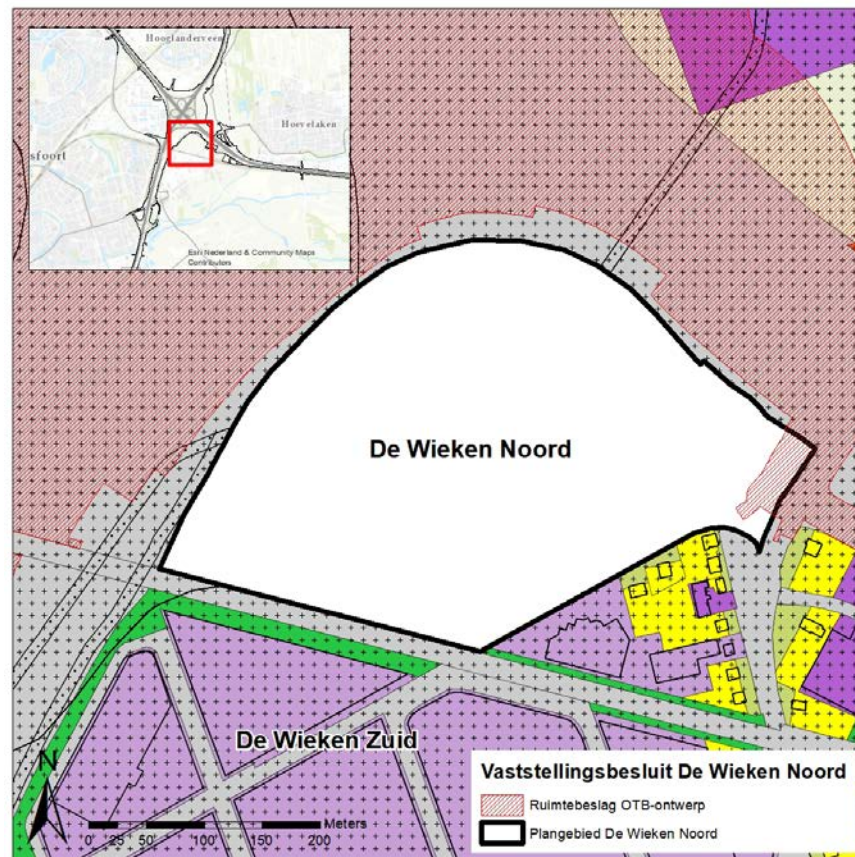 Hooglanderveen
Hoevelaken
sfoort
Esri Nederland & Community Maps
Contributors
De Wieken Noord
De Wieken Zuid
N
Meters
0 25 50 100 150 200
Vaststellingsbesluit De Wieken Noord
Ruimtebeslag OTB-ontwerp
Plangebied De Wieken Noord